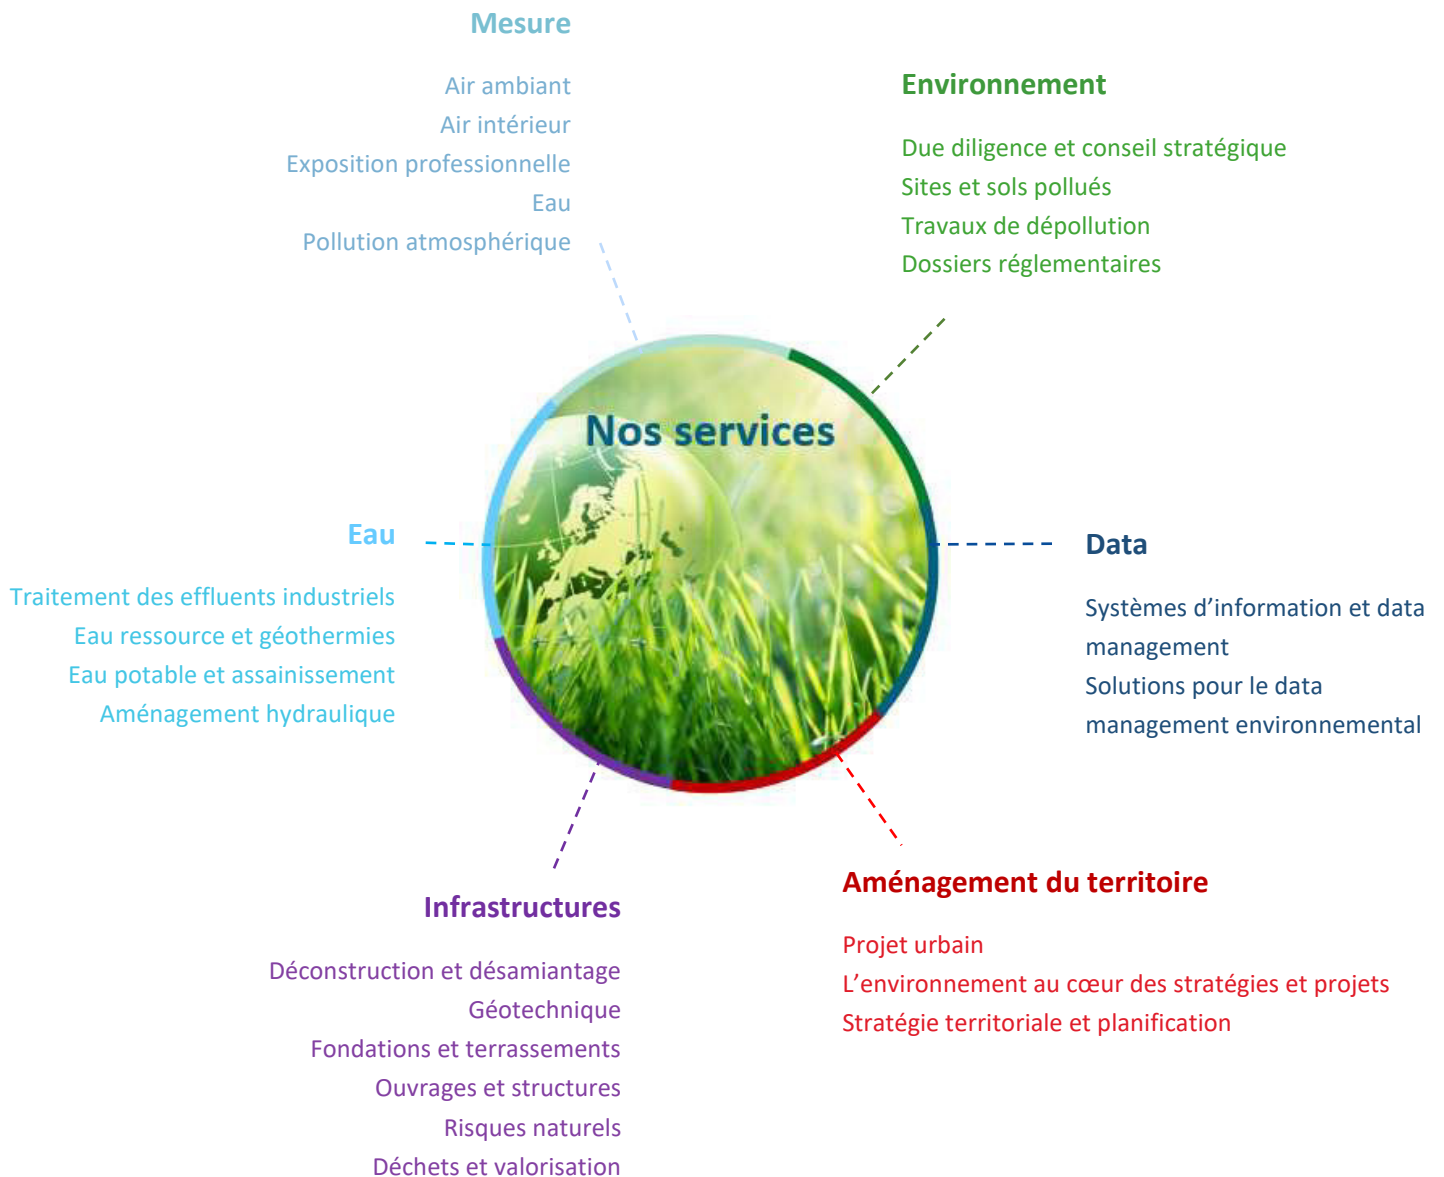 Mesure
Air ambiant
Air intérieur
Exposition professionnelle
Eau
Pollution atmosphérique
Environnement
Due diligence et conseil stratégique
Sites et sols pollués
Travaux de dépollution
Dossiers réglementaires
Nos services
Eau
Traitement des effluents industriels
Eau ressource et géothermies
Eau potable et assainissement
Aménagement hydraulique
Data
Systèmes d’information et data
management
Solutions pour le data
management environnemental
Infrastructures
Déconstruction et désamiantage
Géotechnique
Fondations et terrassements
Ouvrages et structures
Risques naturels
Déchets et valorisation
Aménagement du territoire
Projet urbain
L’environnement au cœur des stratégies et projets
Stratégie territoriale et planification